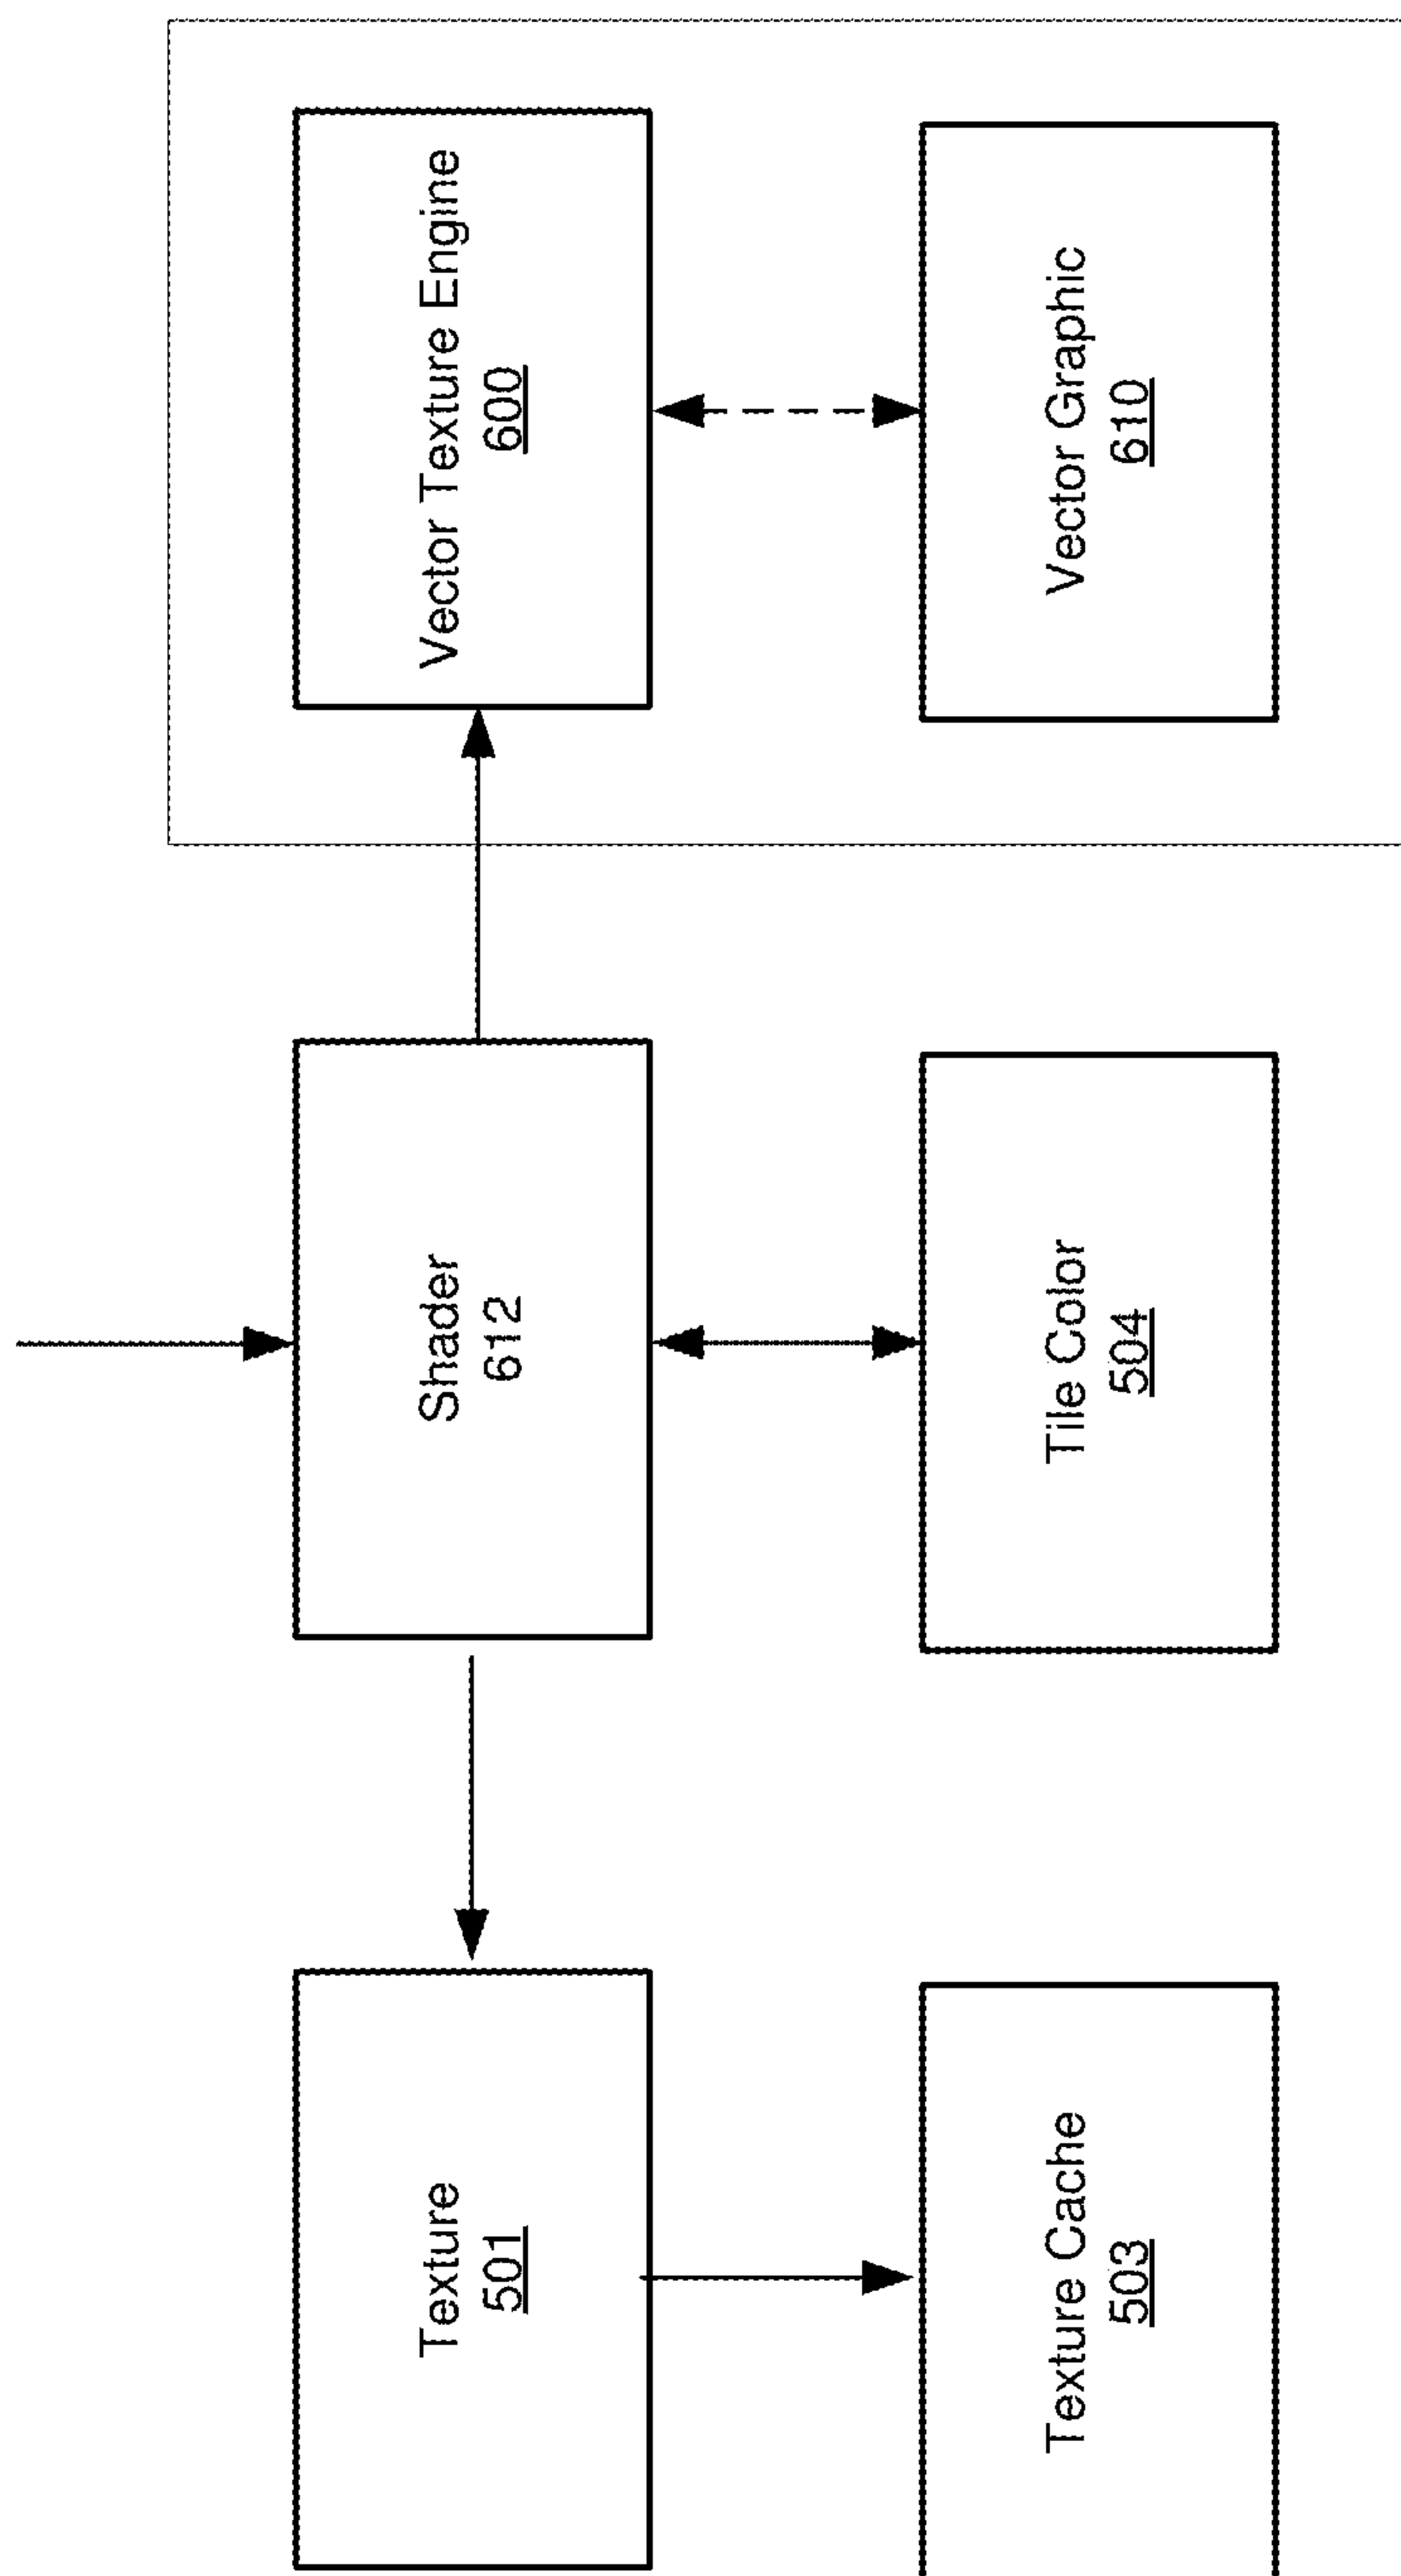 Texture
501
Shader
612
Vector Texture Engine
600
Texture Cache
503
Tile Color
504
Vector Graphic
610